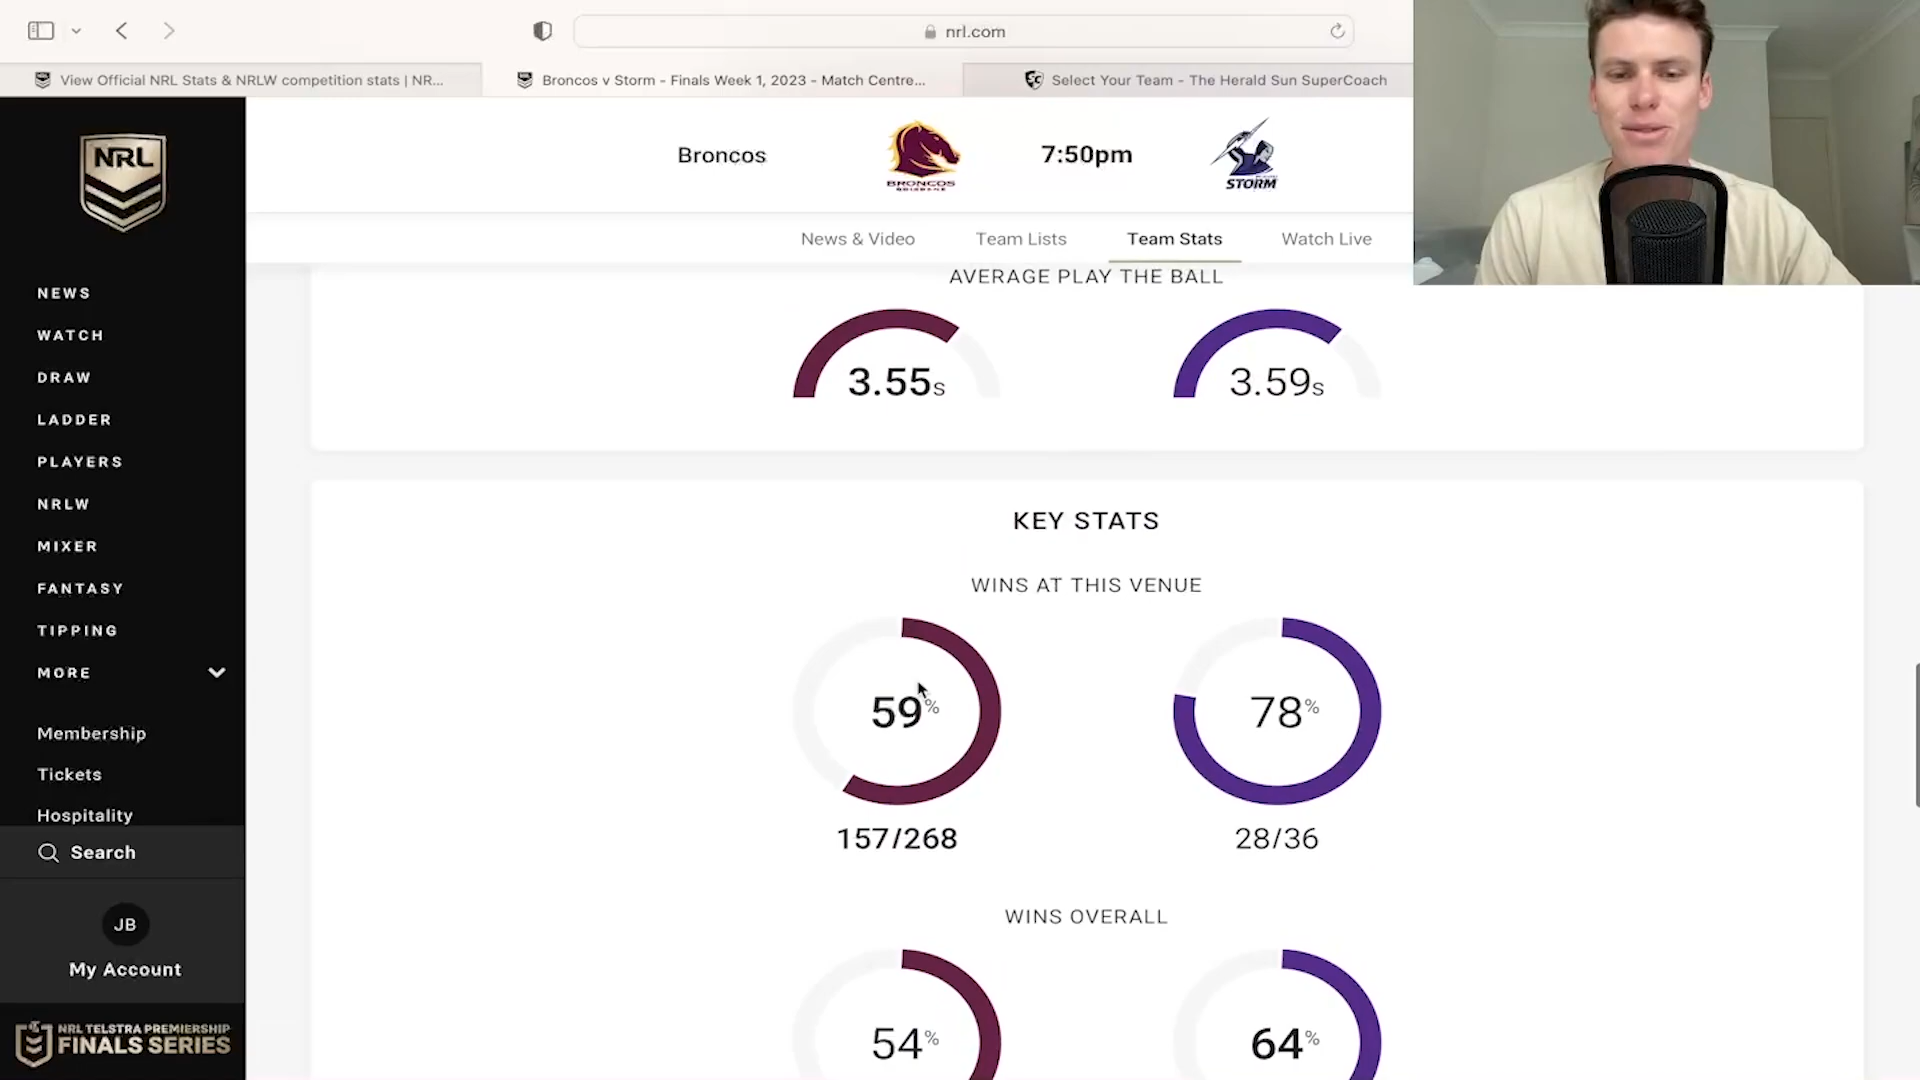 nrl.com
View Official NRL Stats & NRLW competition stats | NR...
Broncos v Storm - Finals Week 1, 2023 - Match Centre...
Select Your Team - The Herald Sun SuperCoach
NRL
Broncos
BRONCOS
7:50pm
STORM
News & Video
Team Lists
Team Stats
Watch Live
NEWS
WATCH
DRAW
LADDER
PLAYERS
NRLW
MIXER
FANTASY
TIPPING
MORE
Membership
Tickets
Hospitality
Search
JB
My Account
NRL TELSTRA PREMIERSHIP
FINALS SERIES
AVERAGE PLAY THE BALL
3.55s
3.59s
KEY STATS
WINS AT THIS VENUE
59%
78%
157/268
28/36
WINS OVERALL
54%
64%